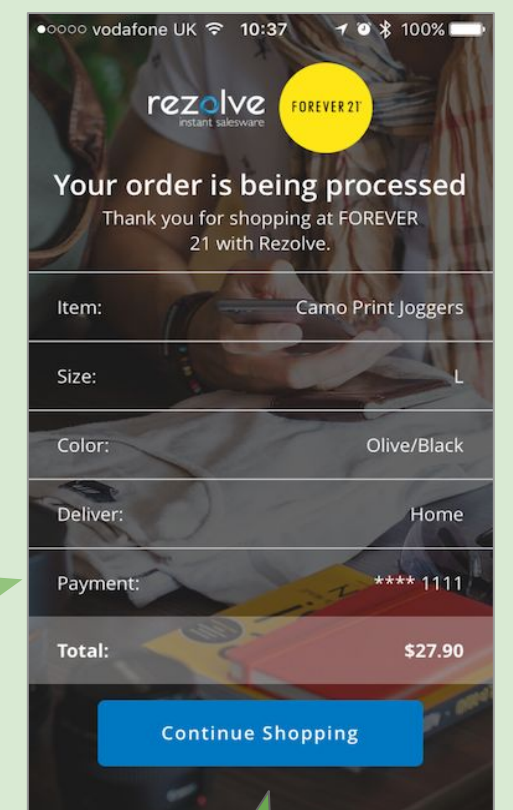 vodafone UK 10:37 100%
rezolve
instant salesware
FOREVER 21
Your order is being processed
Thank you for shopping at FOREVER
21 with Rezolve.
Item: Camo Print Joggers
Size: L
Color: Olive/Black
Deliver: Home
Payment: **** 1111
Total: $27.90
Continue Shopping